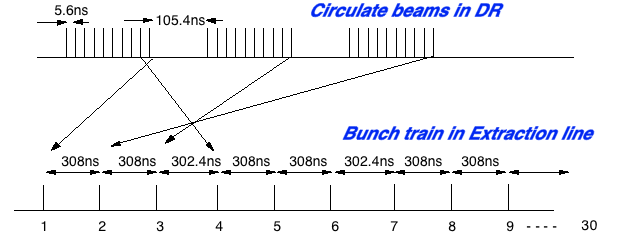 Circulate beams in DR
5.6ns
105.4ns
Bunch train in Extraction line
308ns 308ns 302.4ns 308ns 308ns 302.4ns 308ns 308ns
1 2 3 4 5 6 7 8 9 ---- 30